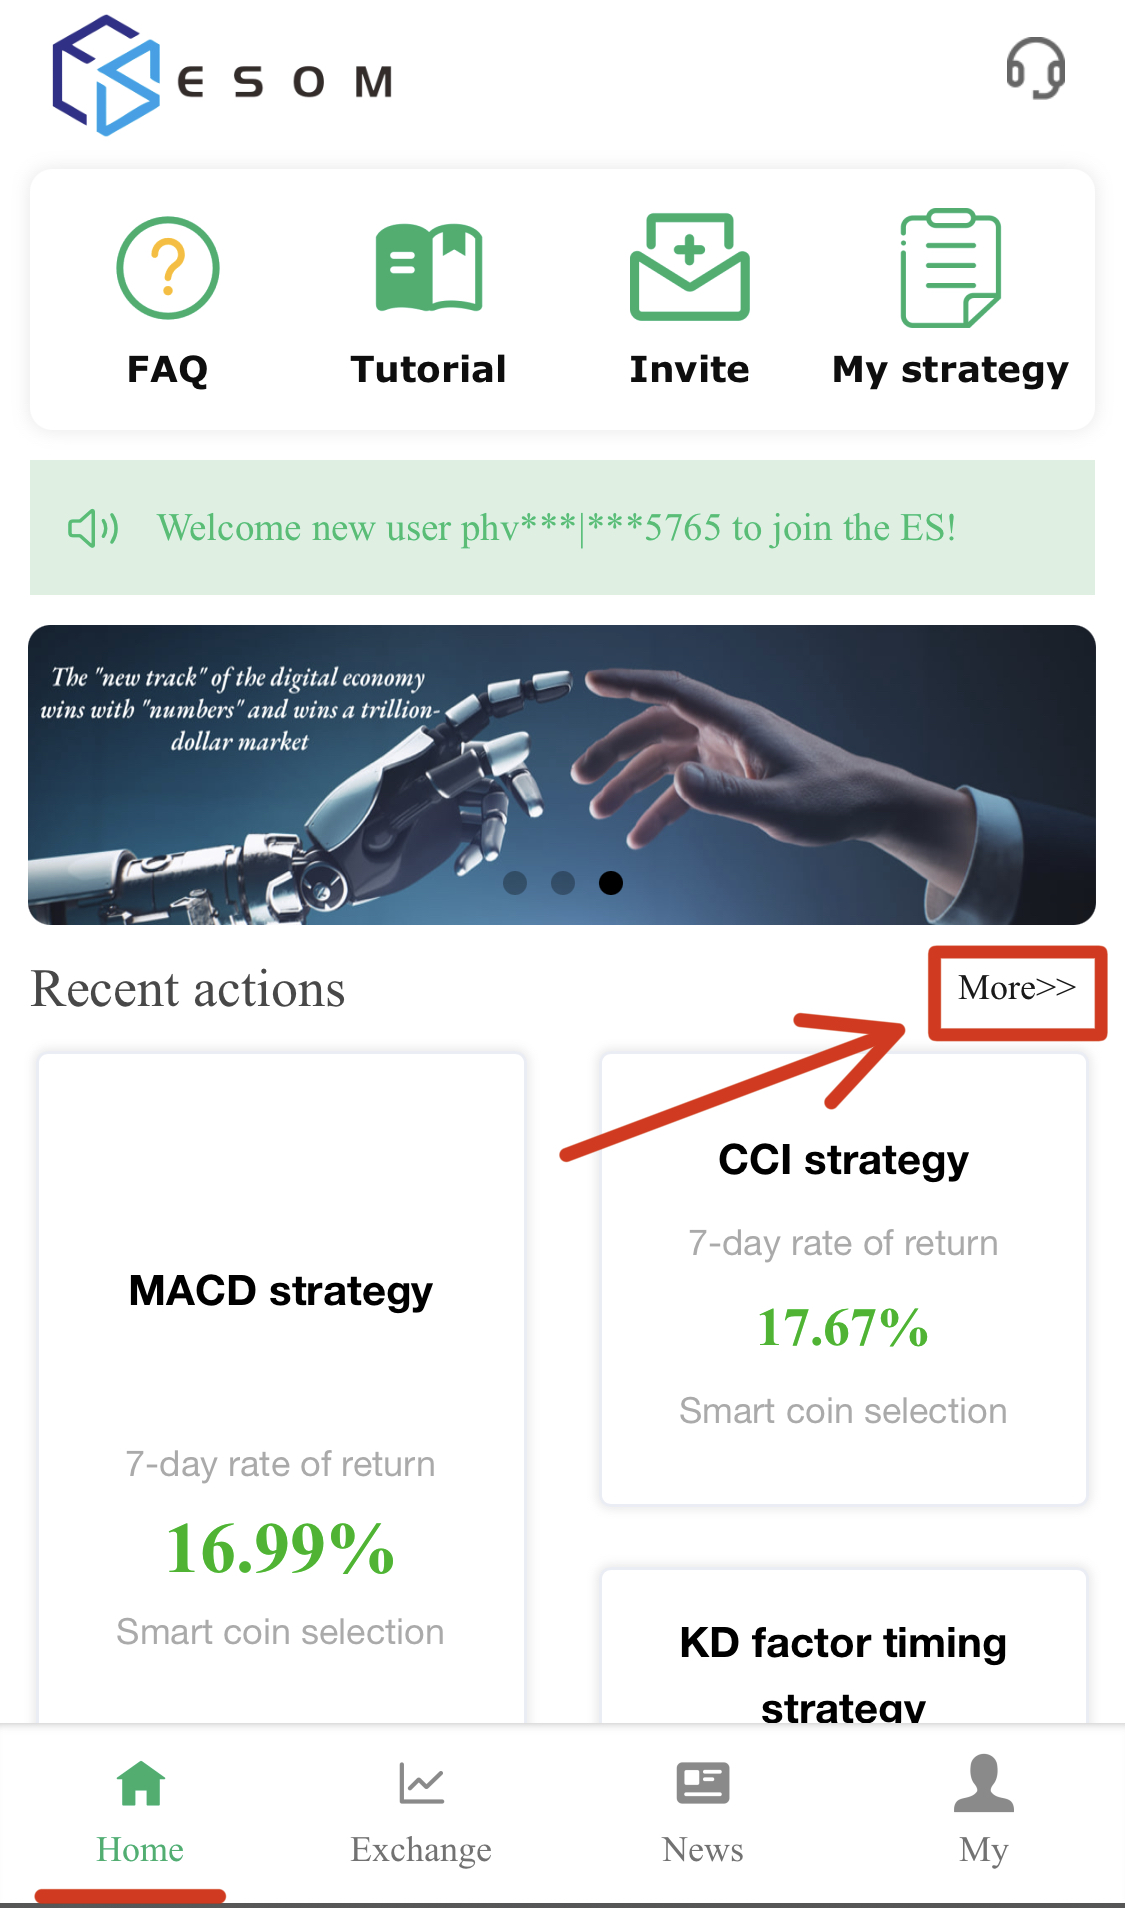 ESOM
FAQ
Tutorial
Invite
My strategy
Welcome new user phv***|***5765 to join the ES!
The "new track" of the digital economy
wins with "numbers" and wins a trillion-
dollar market
Recent actions
More>>
MACD strategy
7-day rate of return
16.99%
Smart coin selection
CCI strategy
7-day rate of return
17.67%
Smart coin selection
KD factor timing
strategy
Home
Exchange
News
My